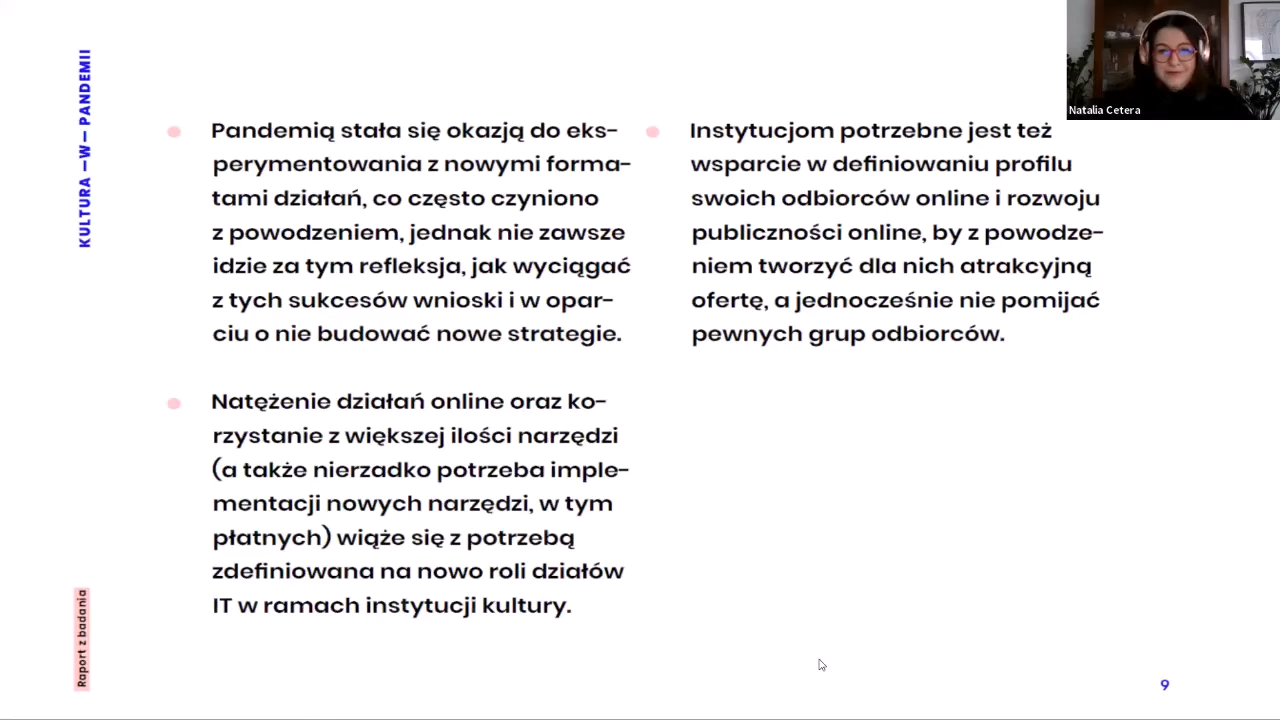 KULTURA —W— PANDEMII
Pandemią stała się okazją do eks-
perymentowania z nowymi forma-
tami działań, co często czyniono
z powodzeniem, jednak nie zawsze
idzie za tym refleksja, jak wyciągać
z tych sukcesów wnioski i w opar-
ciu o nie budować nowe strategie.
Natężenie działań online oraz ko-
rzystanie z większej ilości narzędzi
(a także nierzadko potrzeba imple-
mentacji nowych narzędzi, w tym
płatnych) wiąże się z potrzebą
zdefiniowana na nowo roli działów
IT w ramach instytucji kultury.
Instytucjom potrzebne jest też
wsparcie w definiowaniu profilu
swoich odbiorców online i rozwoju
publiczności online, by z powodze-
niem tworzyć dla nich atrakcyjną
ofertę, a jednocześnie nie pomijać
pewnych grup odbiorców.
Natalia Cetera
Raport z badania
9